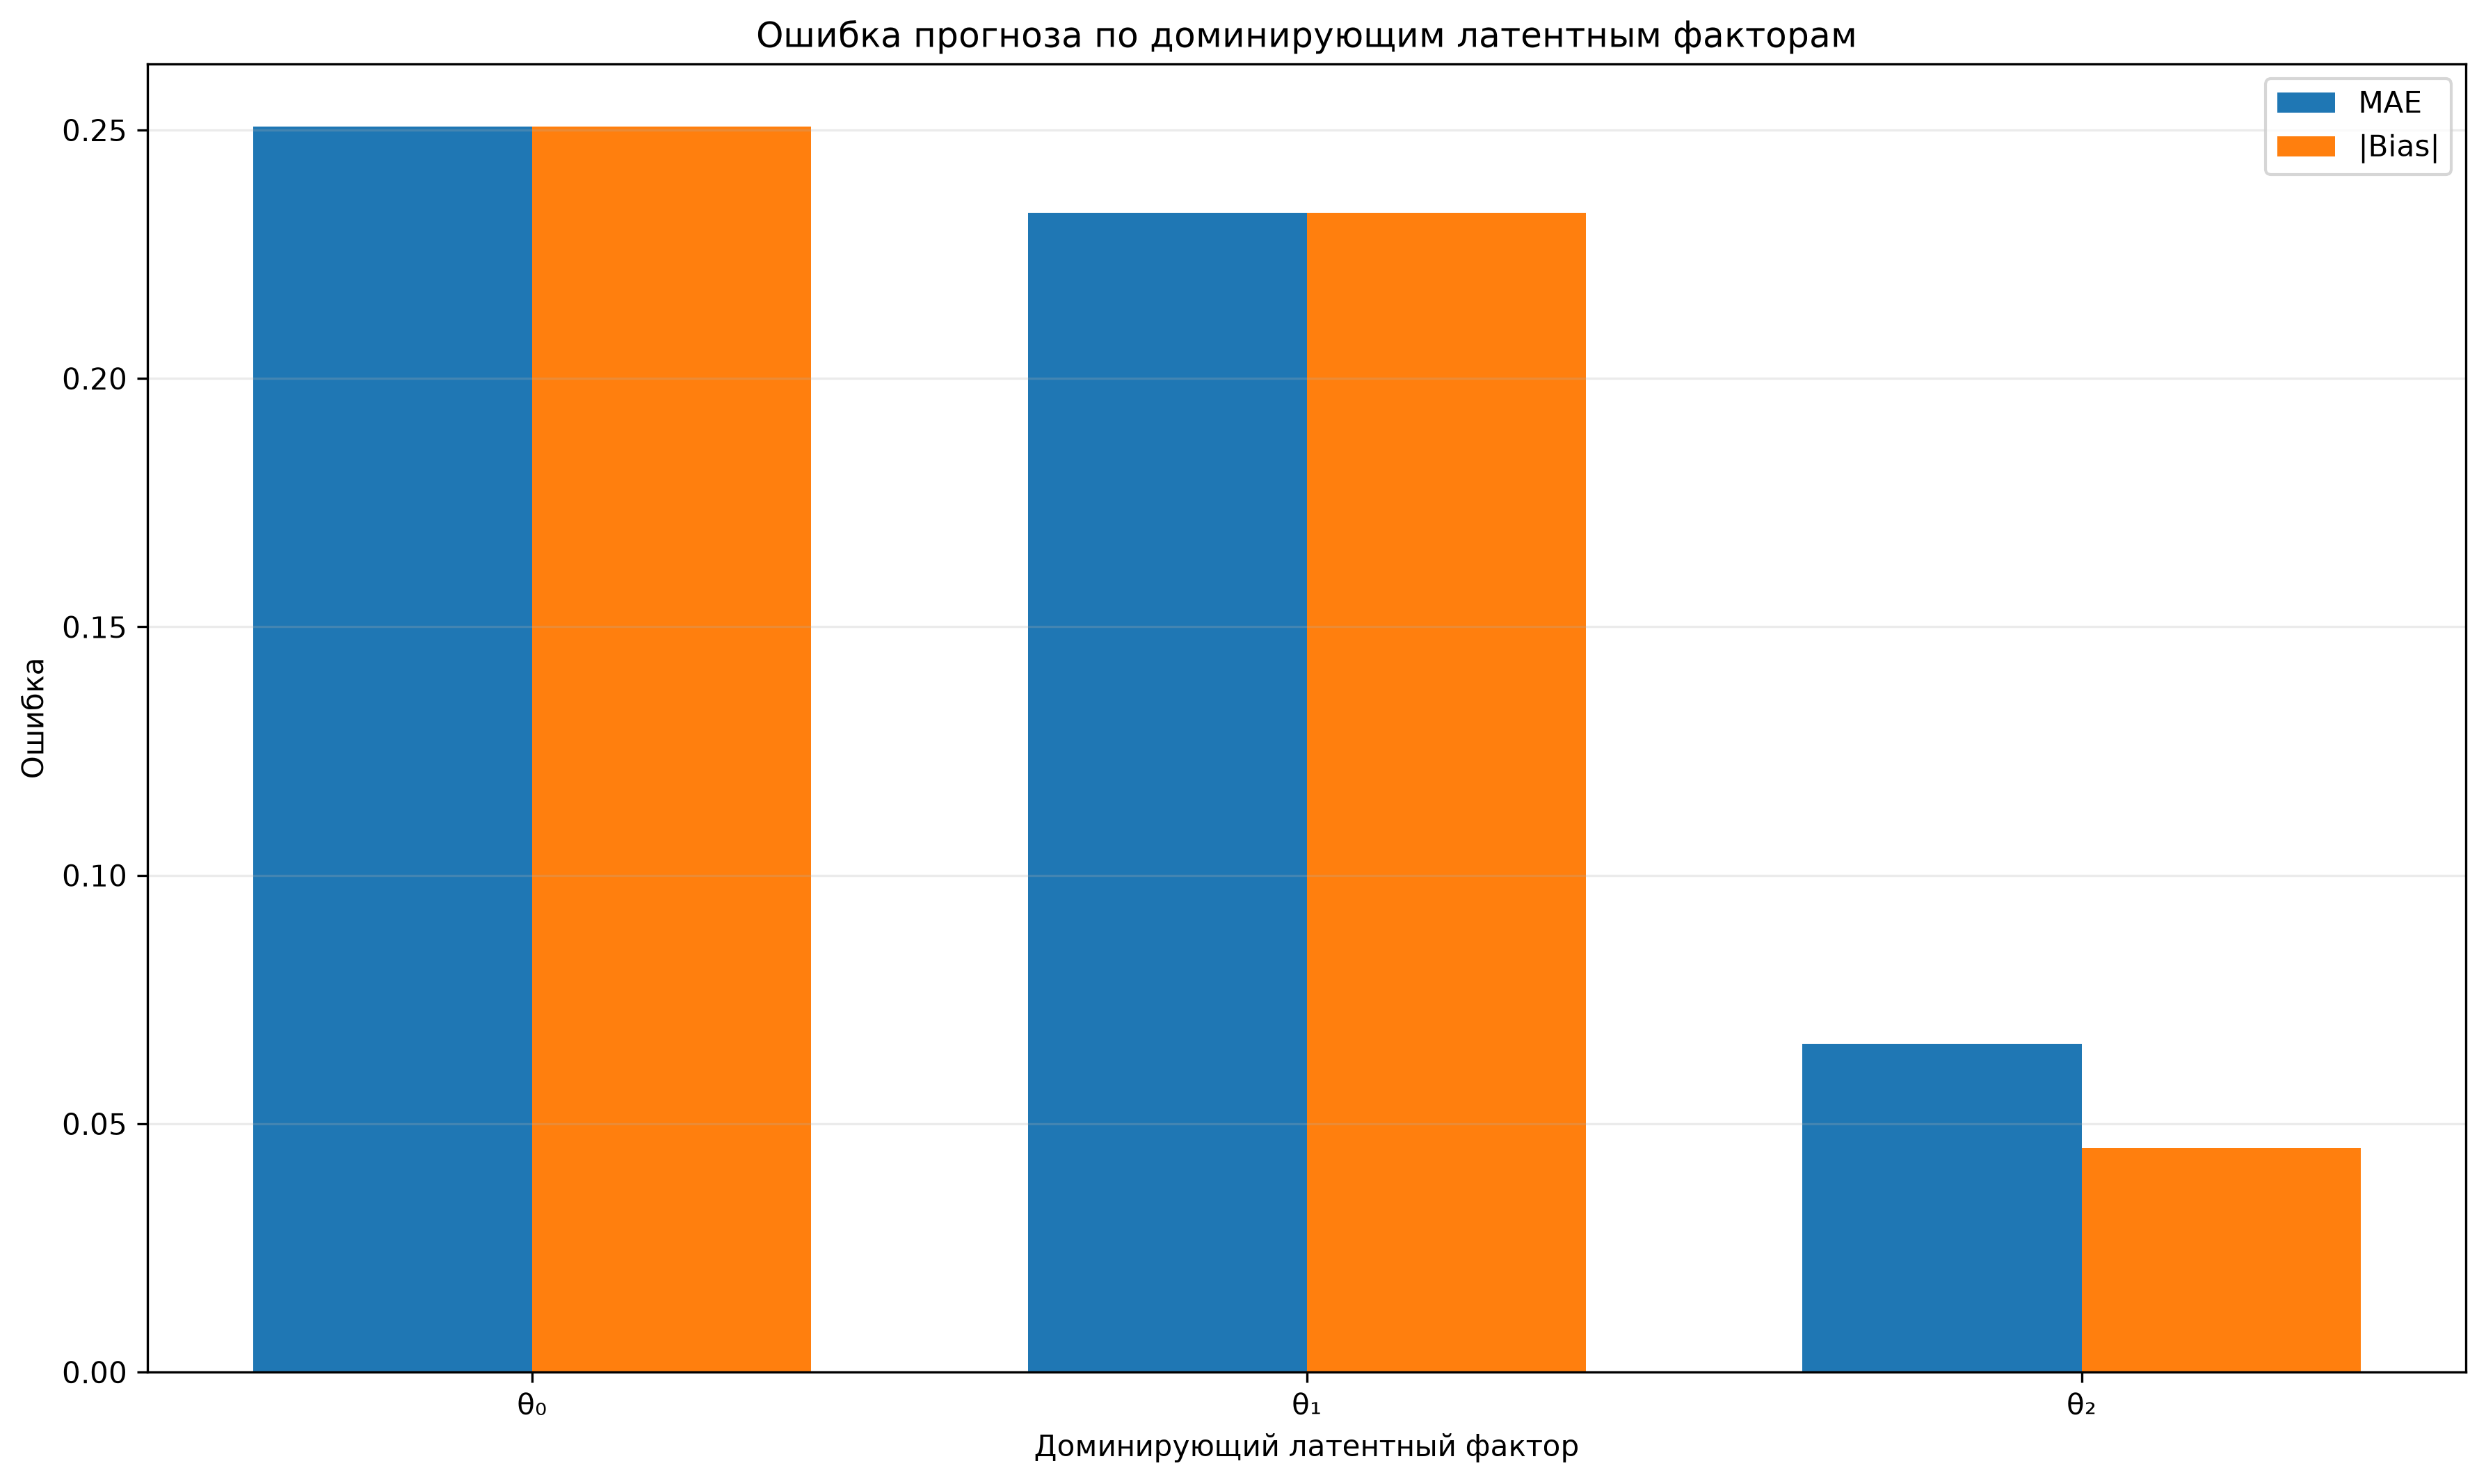 Ошибка прогноза по доминирующим латентным факторам
MAE
|Bias|
0.25
0.20
0.15
0.10
0.05
0.00
Ошибка
θ₀
θ₁
θ₂
Доминирующий латентный фактор